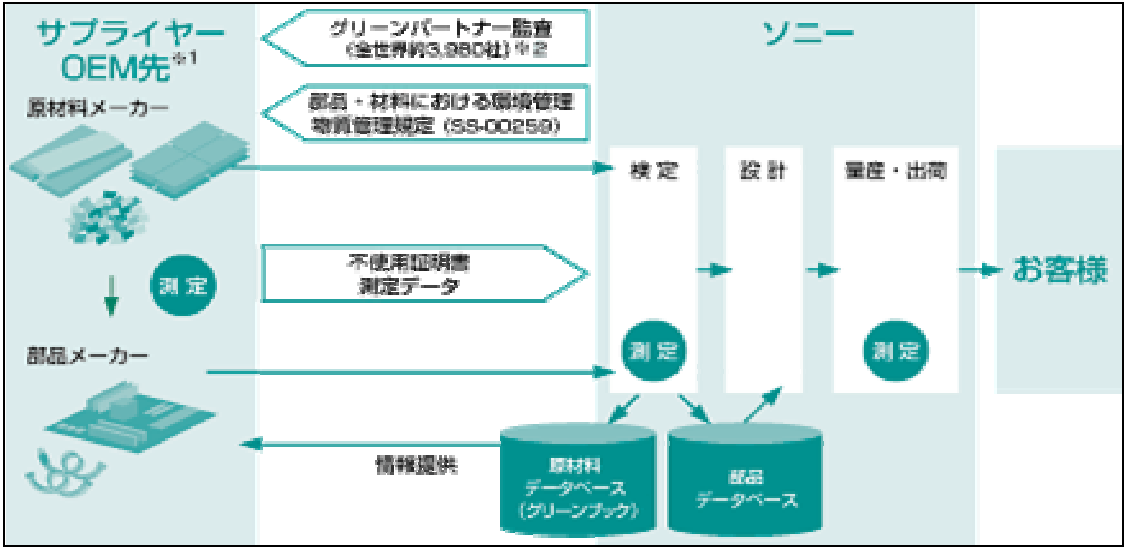 サプライヤー
OEM先※1
グリーンパートナー監査
(全世界約3,980社)※2
ソニー
原材料メーカー
部品・材料における環境管理
物質管理規定 (SS-00259)
検定
設計
量産・出荷
不使用証明書
測定データ
測定
お客様
部品メーカー
測定
測定
情報提供
原材料
データベース
(グリーンブック)
部品
データベース